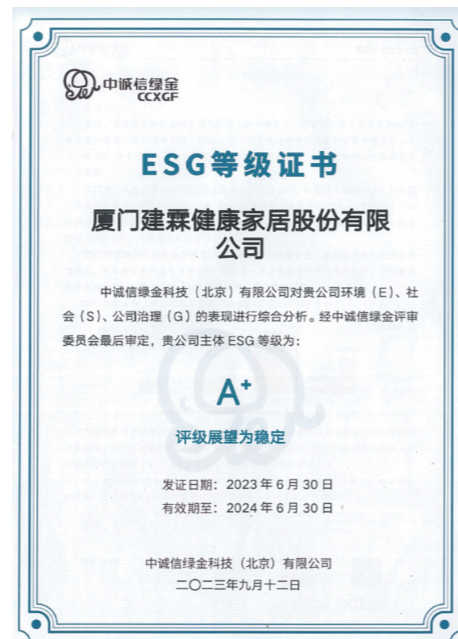 中诚信绿金
CCXGF
ESG等级证书
厦门建霖健康家居股份有限
公司
中诚信绿金科技（北京）有限公司对贵公司环境（E）、社
会（S）、公司治理（G）的表现进行综合分析。经中诚信绿金评审
委员会最后审定，贵公司主体 ESG 等级为：
A+
评级展望为稳定
发证日期： 2023 年 6 月 30 日
有效期至： 2024 年 6 月 30 日
中诚信绿金科技（北京）有限公司
二〇二三年九月十二日